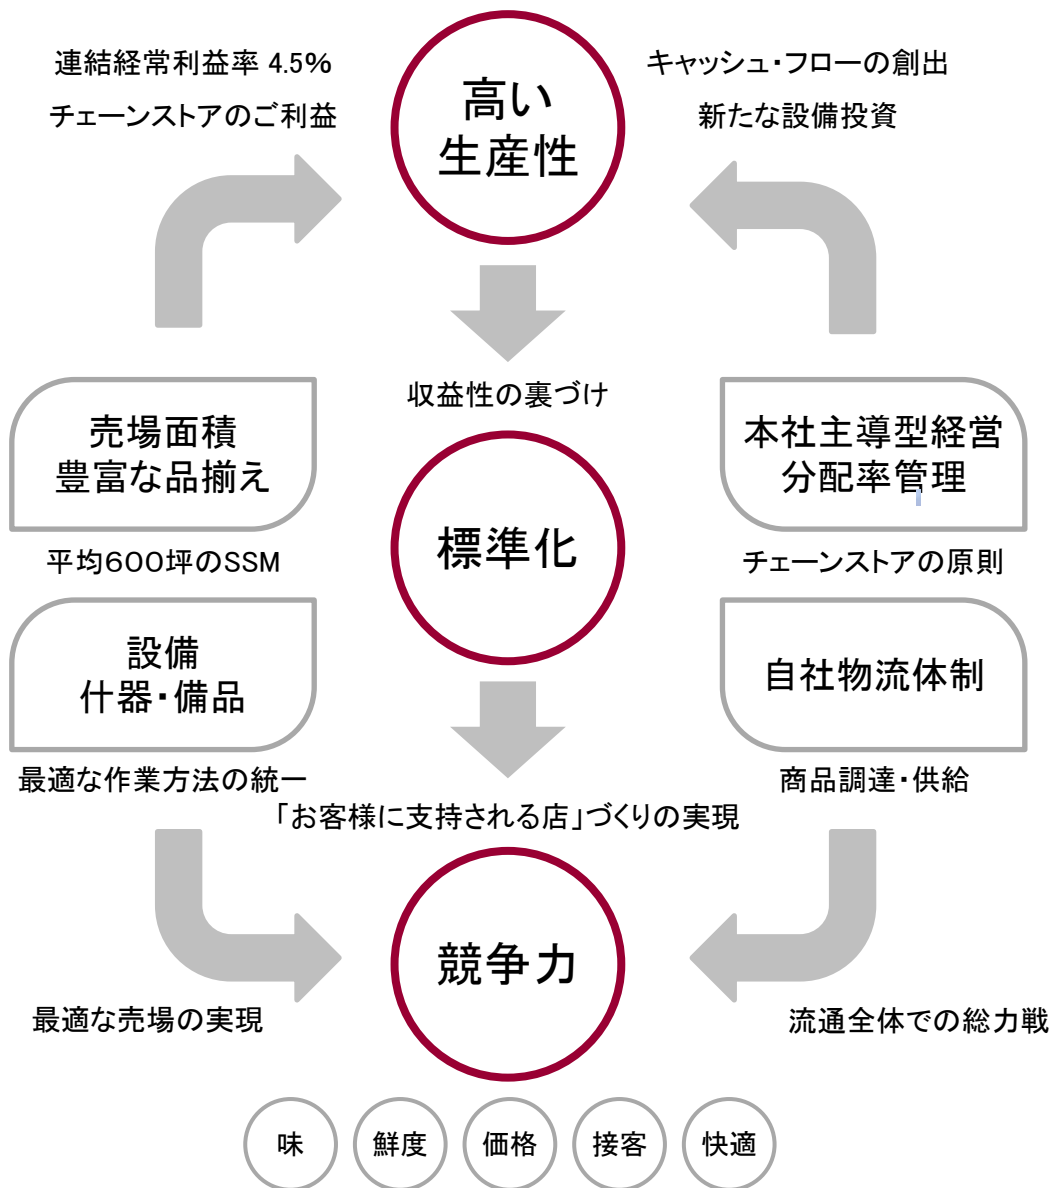 連結経常利益率 4.5%
チェーンストアのご利益
高い
生産性
キャッシュ・フローの創出
新たな設備投資
収益性の裏づけ
売場面積
豊富な品揃え
平均600坪のSSM
標準化
本社主導型経営
分配率管理
チェーンストアの原則
設備
什器・備品
最適な作業方法の統一
自社物流体制
商品調達・供給
「お客様に支持される店」づくりの実現
競争力
最適な売場の実現
流通全体での総力戦
味
鮮度
価格
接客
快適